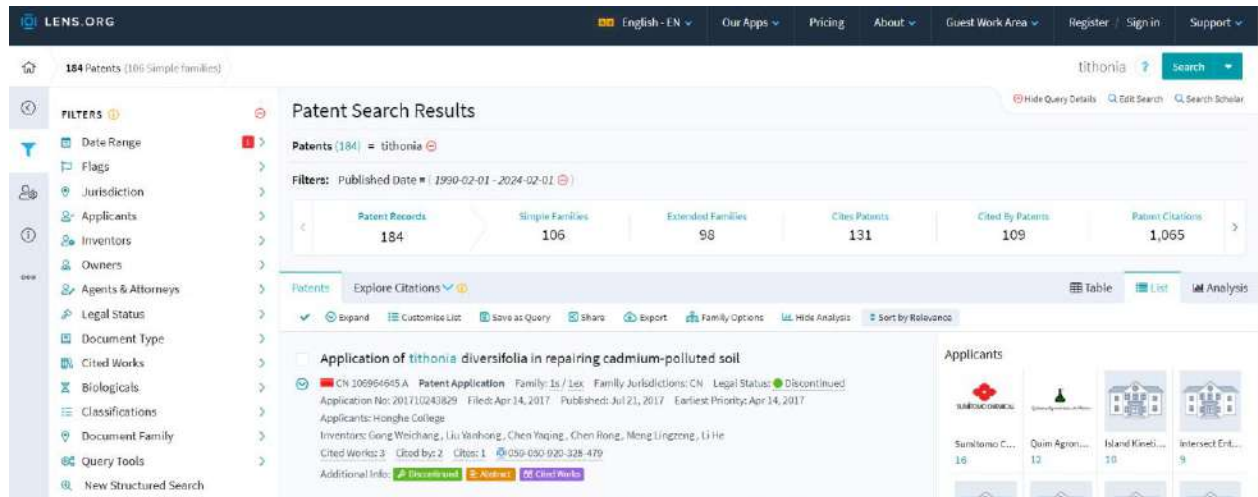 LENS.ORG
English - EN
Our Apps
Pricing
About
Guest Work Area
Register / Sign in
Support
184 Patents (106 Simple families)
tithonia ?
Search
Hide Query Details Edit Search Search Scholar
FILTERS
Date Range 1
Flags
Jurisdiction
Applicants
Inventors
Owners
Agents & Attorneys
Legal Status
Document Type
Cited Works
Biologicals
Classifications
Document Family
Query Tools
New Structured Search
Patent Search Results
Patents (184) = tithonia
Filters: Published Date = ( 1990-02-01 - 2024-02-01 )
Patent Records
184
Simple Families
106
Extended Families
98
Cites Patents
131
Cited By Patents
109
Patent Citations
1,065
Patents Explore Citations
Table List Analysis
Expand Customise List Save as Query Share Export Family Options Hide Analysis Sort by Relevance
Application of tithonia diversifolia in repairing cadmium-polluted soil
CN 106964645 A Patent Application Family: 1s / 1ex Family Jurisdictions: CN Legal Status: Discontinued
Application No: 201710243829 Filed: Apr 14, 2017 Published: Jul 21, 2017 Earliest Priority: Apr 14, 2017
Applicants: Honghe College
Inventors: Gong Weichang, Liu Yanhong, Chen Yaqing, Chen Rong, Meng Lingzeng, Li He
Cited Works: 3 Cited by: 2 Cites: 1 059-050-920-328-479
Additional Info: Discontinued Abstract Cited Works
Applicants
SUMITOMO CHEMICAL
Sumitomo C...
16
Quim Agron...
12
Island Kineti...
10
Intersect Ent...
9